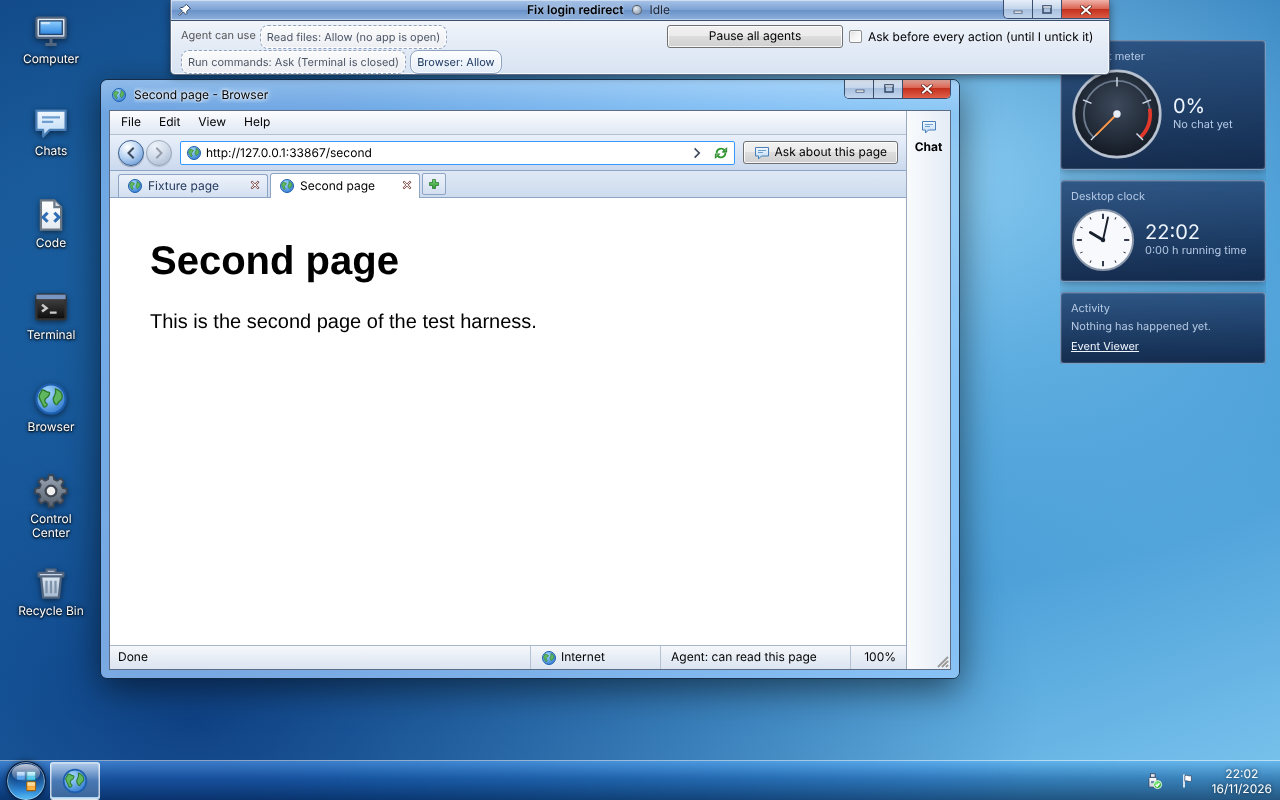 Fix login redirect Idle
Agent can use Read files: Allow (no app is open) Pause all agents Ask before every action (until I untick it)
Run commands: Ask (Terminal is closed) Browser: Allow
Computer
Chats
Code
Terminal
Browser
Control Center
Recycle Bin
Second page - Browser
File Edit View Help
http://127.0.0.1:33867/second Ask about this page
Fixture page Second page
Second page
This is the second page of the test harness.
Done Internet Agent: can read this page 100%
Chat
meter
0%
No chat yet
Desktop clock
22:02
0:00 h running time
Activity
Nothing has happened yet.
Event Viewer
22:02
16/11/2026